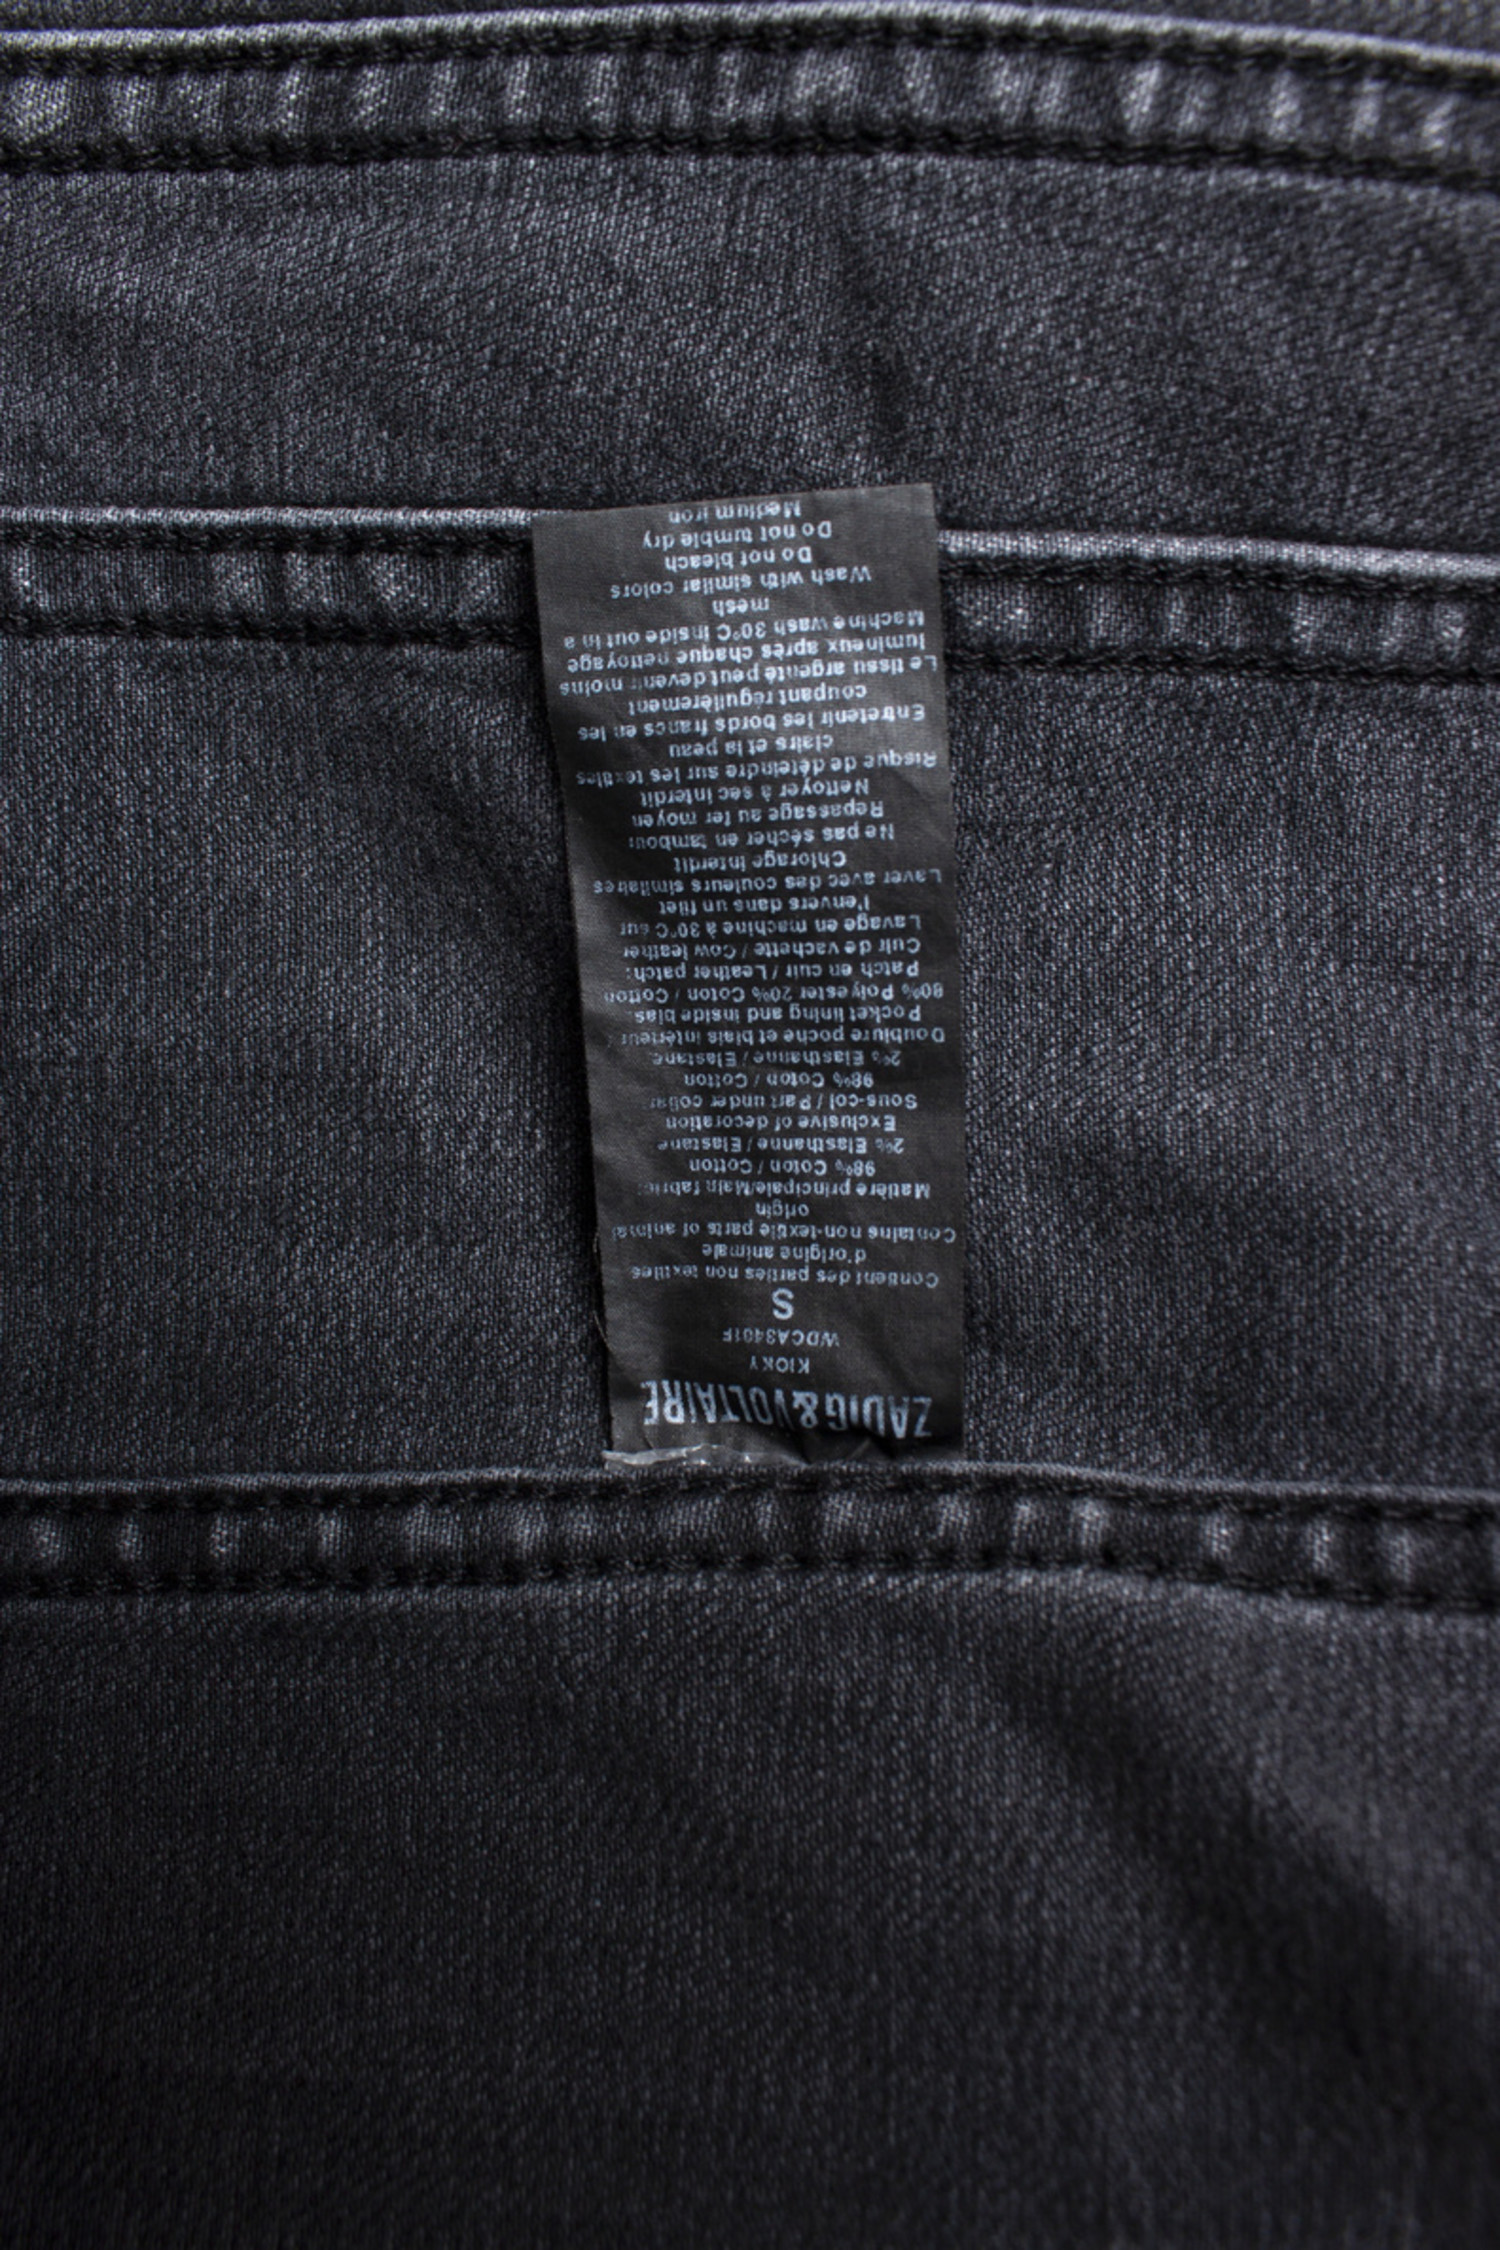 ZADIG&VOLTAIRE
KIOKY
WDCA3401F
S
Contient des parties non textiles
d'origine animale
Contains non-textile parts of animal
origin
Matière principale/Main fabric:
98% Coton / Cotton
2% Elasthanne / Elastane
Exclusive of decoration
Sous-col / Part under collar
98% Coton / Cotton
2% Elasthanne / Elastane
Doublure poche et biais intérieur:
Pocket lining and inside bias:
80% Polyester 20% Coton / Cotton
Patch en cuir / Leather patch:
Cuir de vachette / Cow leather
Lavage en machine à 30°C sur
l'envers dans un filet
Laver avec des couleurs similaires
Chlorage interdit
Ne pas sécher en tambour
Repassage au fer moyen
Nettoyer à sec interdit
Risque de déteindre sur les textiles
clairs et la peau
Entretenir les bords francs en les
coupant régulièrement
Le tissu argenté peut devenir moins
lumineux après chaque nettoyage
Machine wash 30°C inside out in a
mesh
Wash with similar colors
Do not bleach
Do not tumble dry
Medium iron